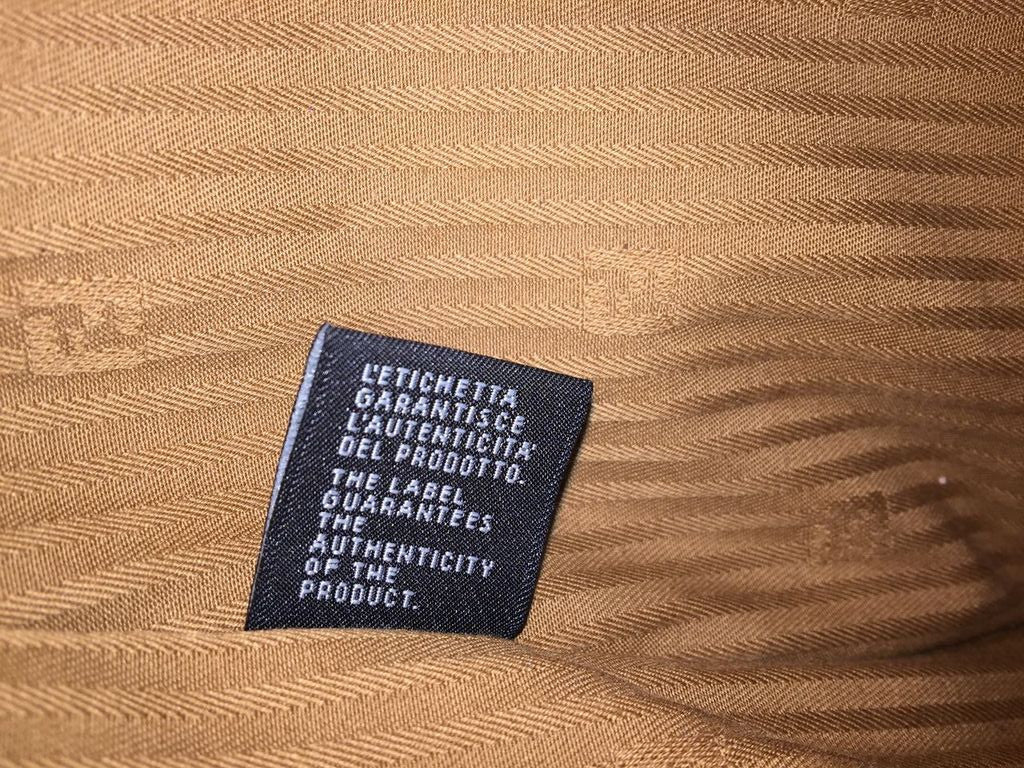 L'ETICHETTA
GARANTISCE
L'AUTENTICITA'
DEL PRODOTTO.
THE LABEL
GUARANTEES
THE
AUTHENTICITY
OF THE
PRODUCT.